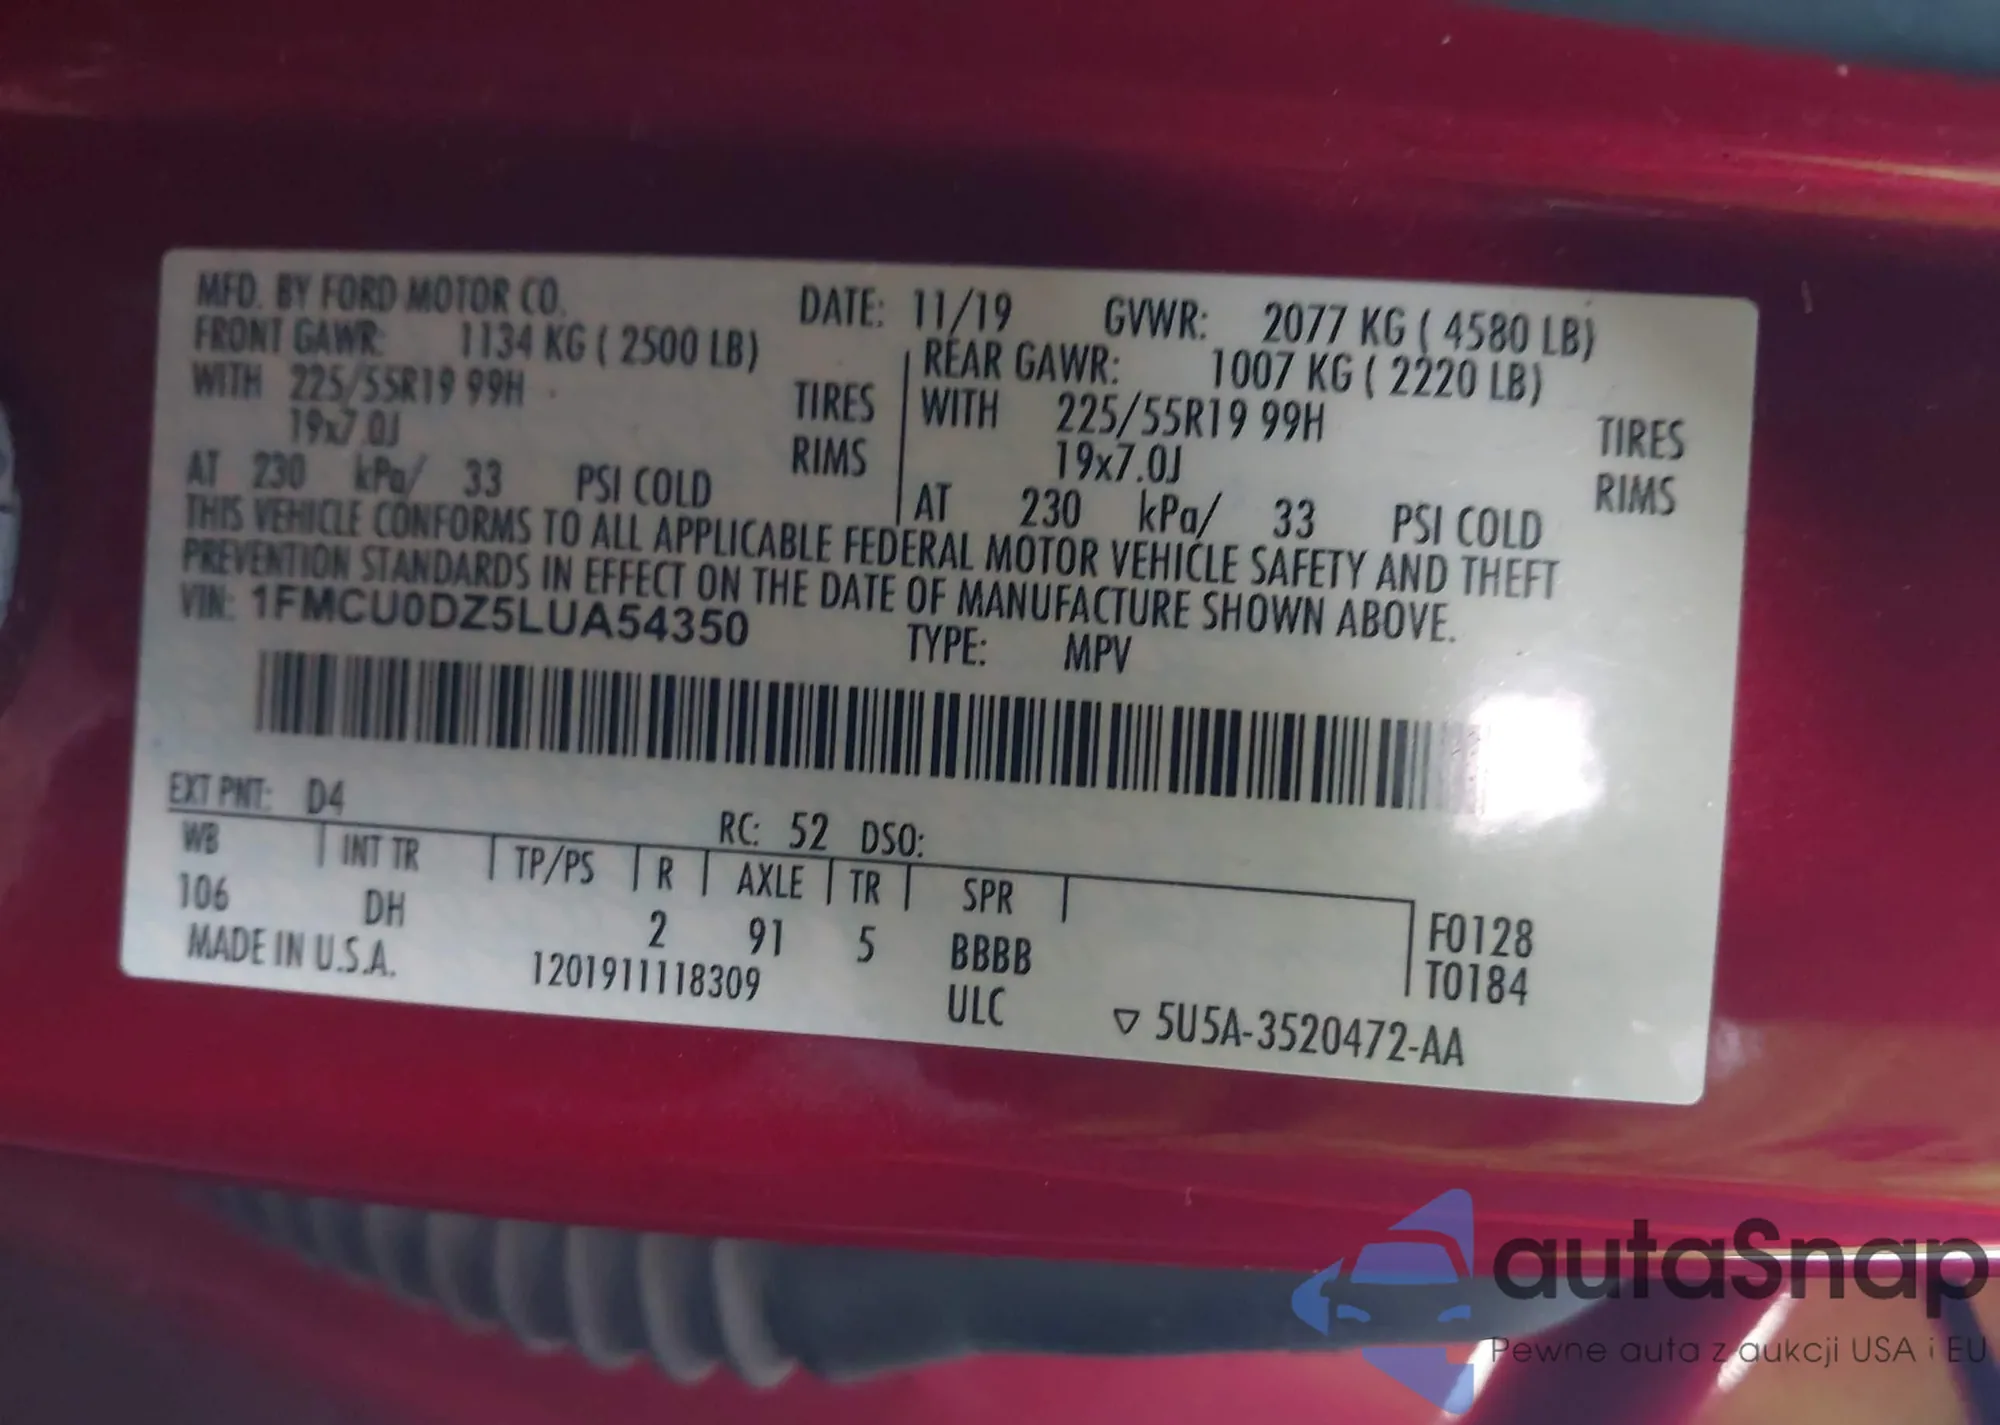 MFD. BY FORD MOTOR CO. DATE: 11/19 GVWR: 2077 KG ( 4580 LB)
FRONT GAWR: 1134 KG ( 2500 LB) REAR GAWR: 1007 KG ( 2220 LB)
WITH 225/55R19 99H TIRES WITH 225/55R19 99H TIRES
19x7.0J RIMS 19x7.0J RIMS
AT 230 kPa/ 33 PSI COLD AT 230 kPa/ 33 PSI COLD
THIS VEHICLE CONFORMS TO ALL APPLICABLE FEDERAL MOTOR VEHICLE SAFETY AND THEFT
PREVENTION STANDARDS IN EFFECT ON THE DATE OF MANUFACTURE SHOWN ABOVE.
VIN: 1FMCU0DZ5LUA54350 TYPE: MPV
EXT PNT: D4 RC: 52 DSO:
WB INT TR TP/PS R AXLE TR SPR
106 DH 2 91 5 BBBB F0128
MADE IN U.S.A. 1201911118309 ULC T0184
▽ 5U5A-3520472-AA
autaSnap
Pewne auta z aukcji USA i EU